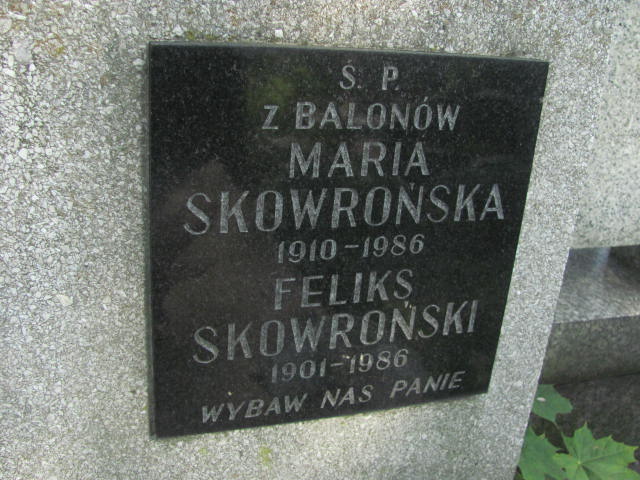 Ś. P.
Z BALONÓW
MARIA
SKOWROŃSKA
1910-1986
FELIKS
SKOWROŃSKI
1901-1986
WYBAW NAS PANIE